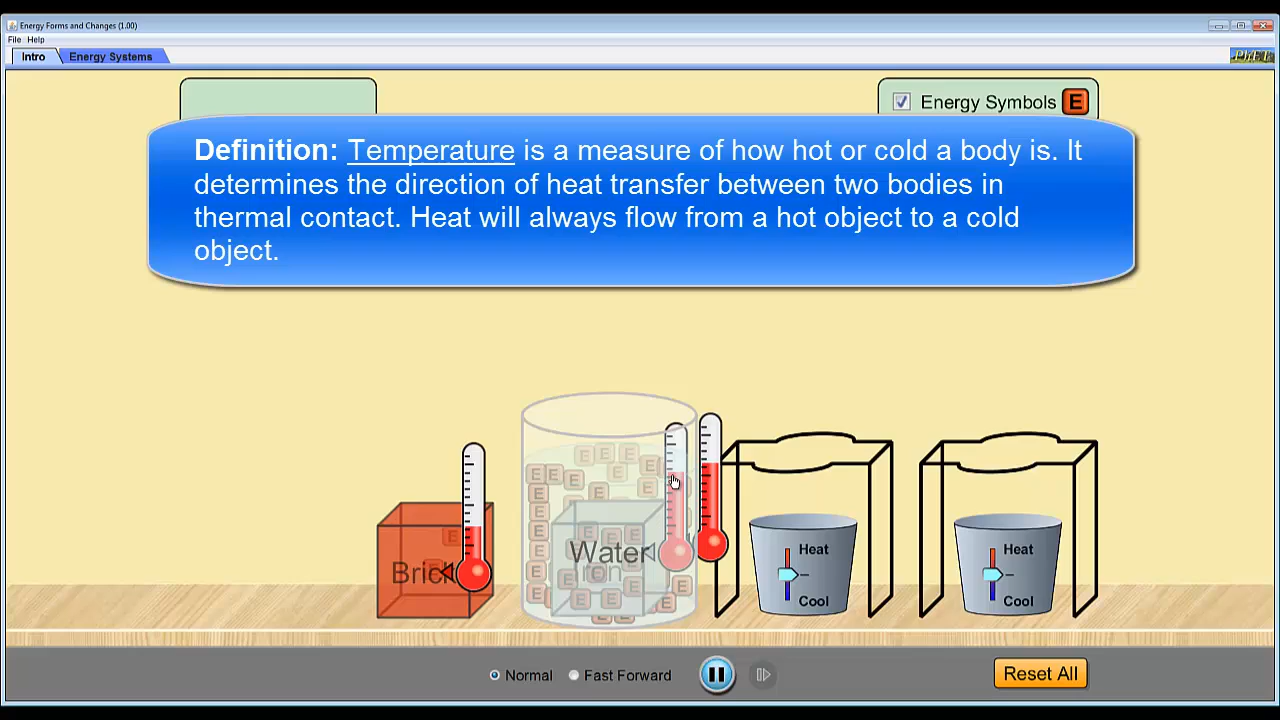 Energy Forms and Changes (1.00)
File Help
Intro Energy Systems
Energy Symbols E
Definition: Temperature is a measure of how hot or cold a body is. It
determines the direction of heat transfer between two bodies in
thermal contact. Heat will always flow from a hot object to a cold
object.
E E E
E E E E E
E E E
E
E
E
E E E
E E
Brick
Water
Iron
Heat
Cool
Heat
Cool
Normal Fast Forward
Reset All